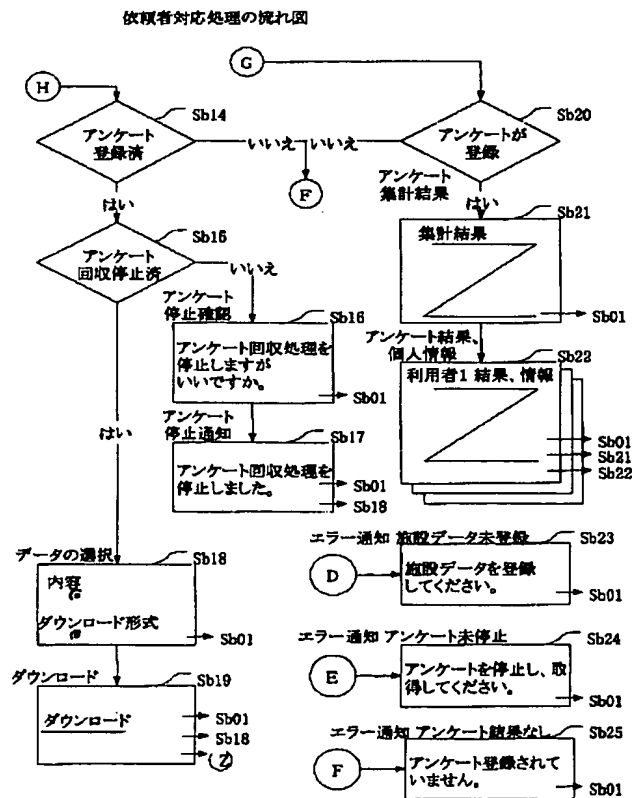 依頼者対応処理の流れ図
H
G
Sb14
Sb20
アンケート
登録済
いいえ
いいえ
アンケートが
登録
F
アンケート
集計結果
はい
はい
Sb15
Sb21
アンケート
回収停止済
集計結果
いいえ
Sb01
アンケート
停止確認
Sb16
アンケート回収処理を
停止しますが
いいですか。
Sb01
アンケート結果、
個人情報
Sb22
利用者1 結果、情報
Sb01
Sb21
Sb22
はい
アンケート
停止通知
Sb17
アンケート回収処理を
停止しました。
Sb01
Sb18
データの選択
Sb18
内容
ダウンロード形式
Sb01
エラー通知 施設データ未登録
Sb23
D
施設データを登録
してください。
Sb01
エラー通知 アンケート未停止
Sb24
E
アンケートを停止し、取
得してください。
Sb01
ダウンロード
Sb19
ダウンロード
Sb01
Sb18
Z
エラー通知 アンケート結果なし
Sb25
F
アンケート登録されて
いません。
Sb01